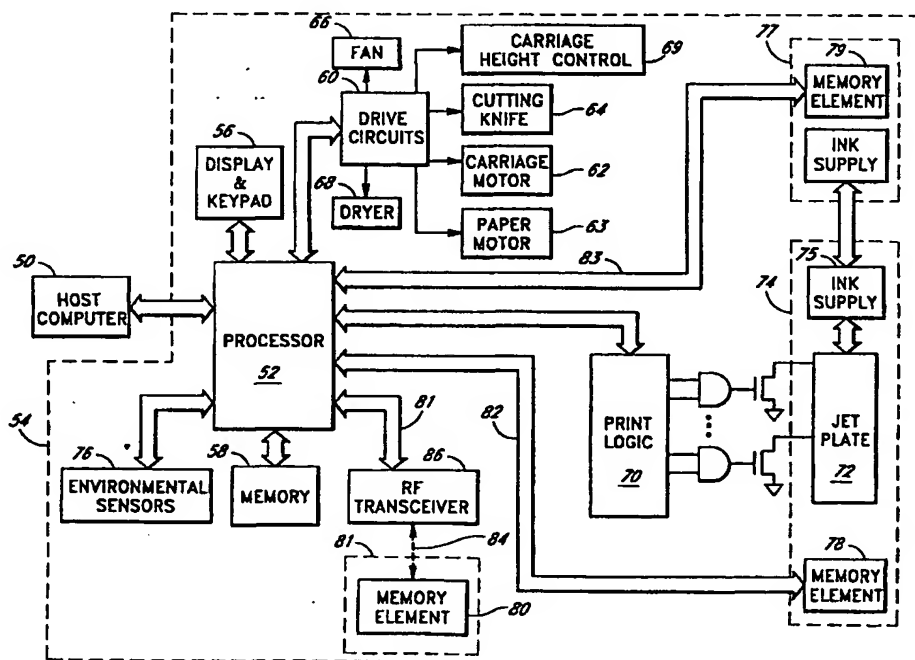 66
FAN
60
CARRIAGE
HEIGHT CONTROL
69
77
79
MEMORY
ELEMENT
DRIVE
CIRCUITS
CUTTING
KNIFE
64
56
DISPLAY
&
KEYPAD
CARRIAGE
MOTOR
62
INK
SUPPLY
68
DRYER
PAPER
MOTOR
63
83
50
HOST
COMPUTER
PROCESSOR
52
74
75
INK
SUPPLY
54
76
ENVIRONMENTAL
SENSORS
58
MEMORY
81
86
RF
TRANSCEIVER
82
PRINT
LOGIC
70
JET
PLATE
72
84
81
MEMORY
ELEMENT
80
78
MEMORY
ELEMENT